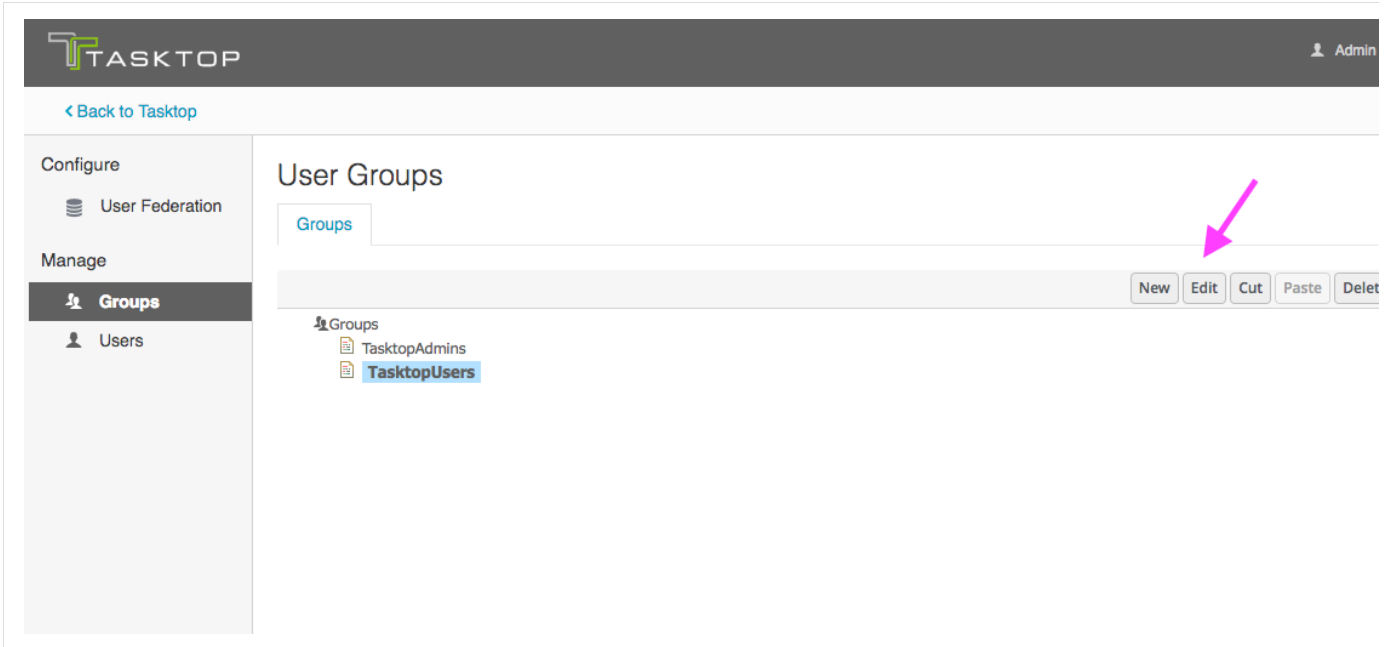 TASKTOP
Admin
Back to Tasktop
Configure
User Federation
Manage
Groups
Users
User Groups
Groups
New Edit Cut Paste Delet
Groups
TasktopAdmins
TasktopUsers